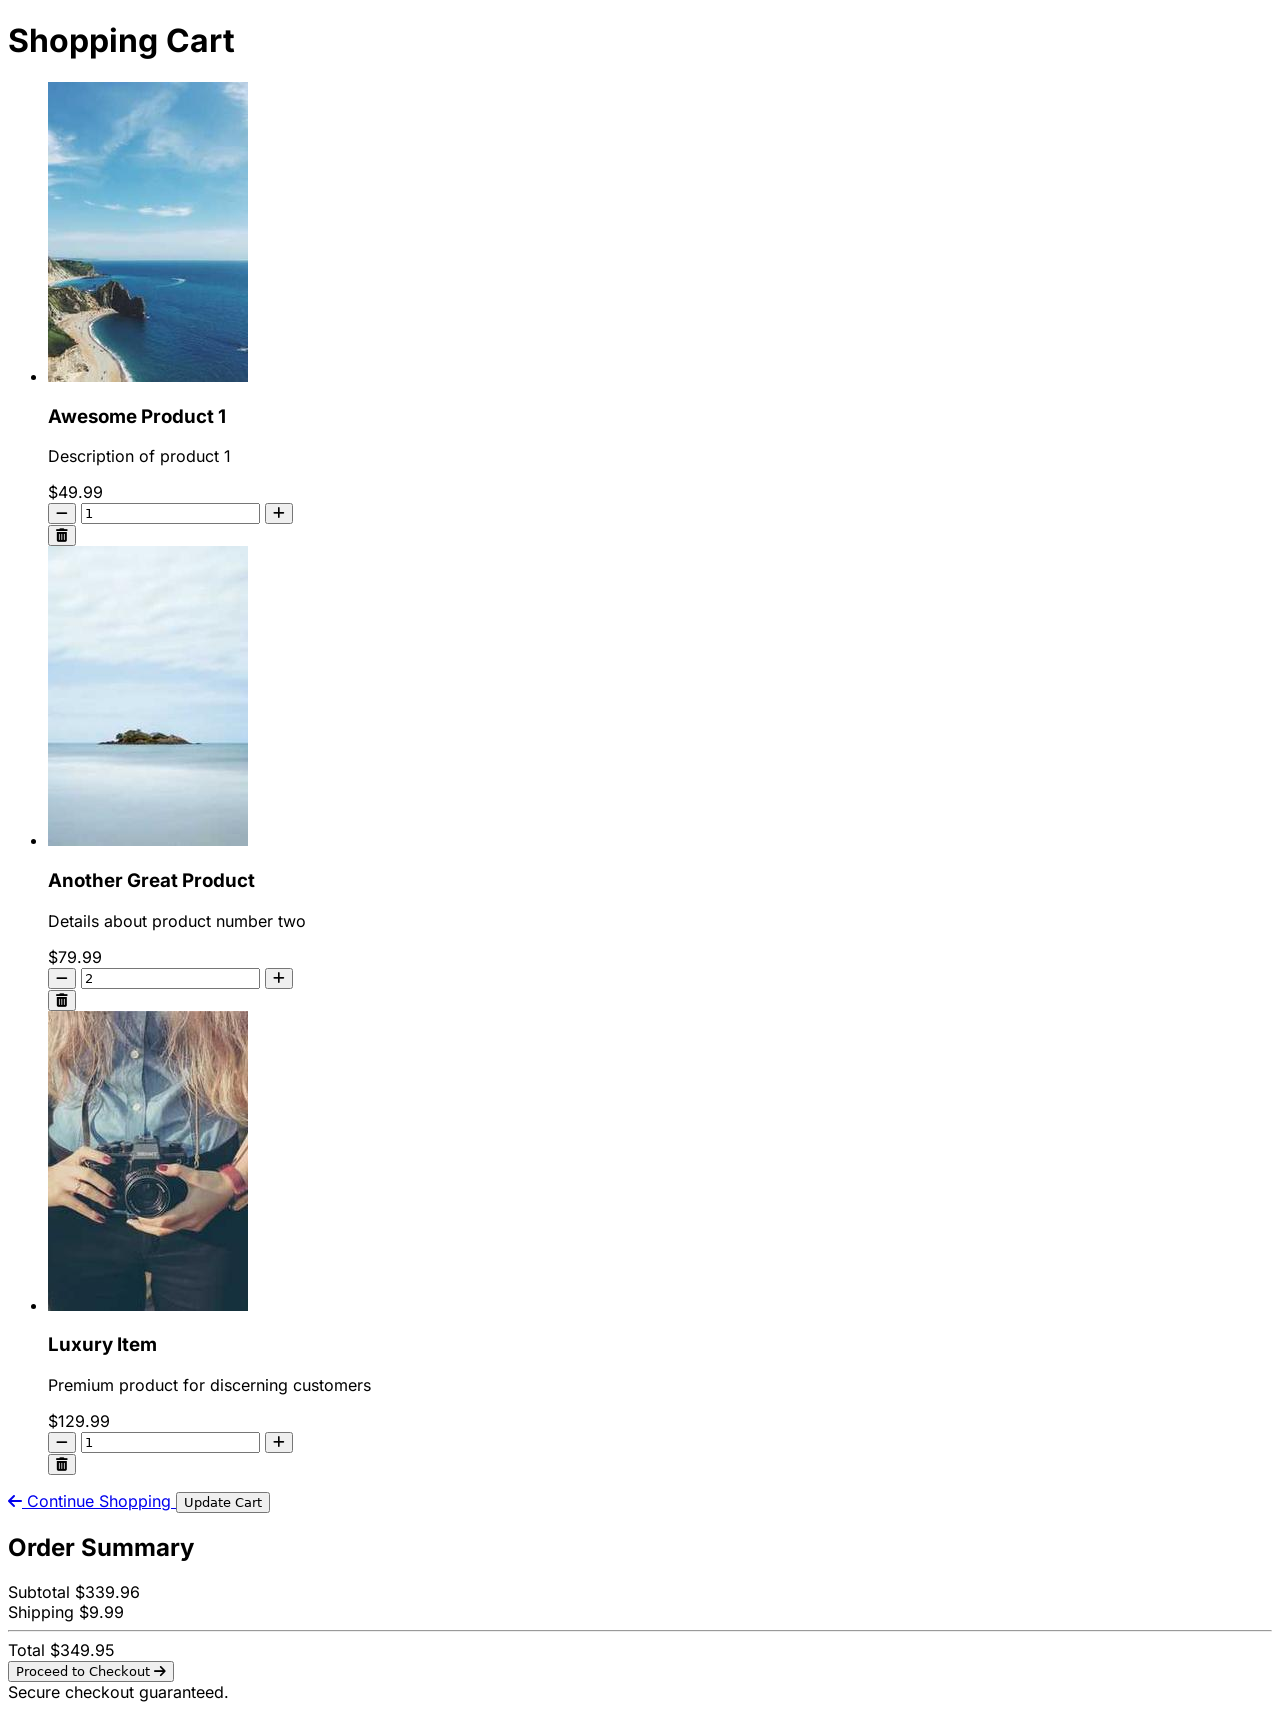 Shopping Cart
Awesome Product 1
Description of product 1
$49.99
1
Another Great Product
Details about product number two
$79.99
2
Luxury Item
Premium product for discerning customers
$129.99
1
Continue Shopping Update Cart
Order Summary
Subtotal $339.96
Shipping $9.99
Total $349.95
Proceed to Checkout
Secure checkout guaranteed.